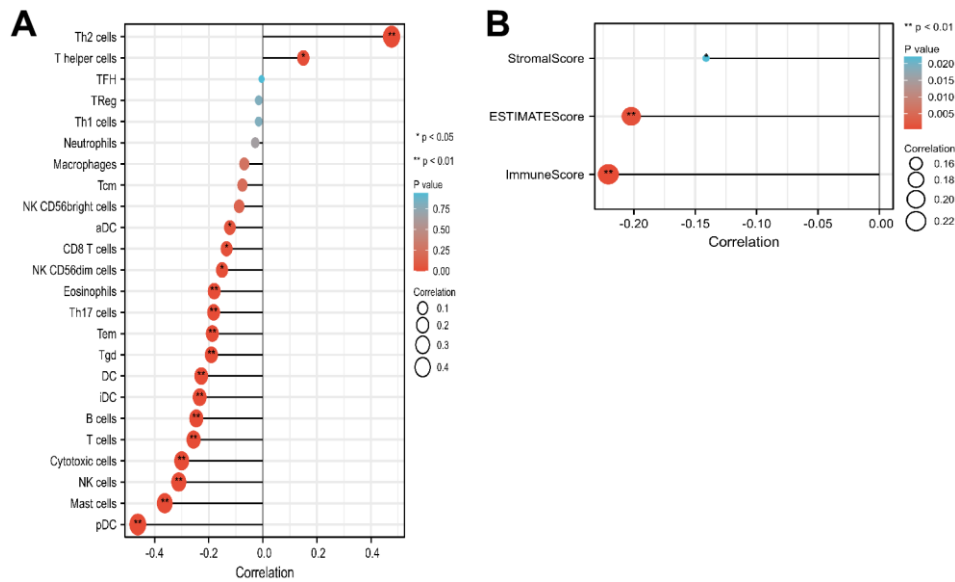 A
Th2 cells
T helper cells
TFH
TReg
Th1 cells
Neutrophils
Macrophages
Tcm
NK CD56bright cells
aDC
CD8 T cells
NK CD56dim cells
Eosinophils
Th17 cells
Tem
Tgd
DC
iDC
B cells
T cells
Cytotoxic cells
NK cells
Mast cells
pDC
**
*
*
*
*
**
**
**
**
**
**
**
**
**
**
**
**
-0.4 -0.2 0.0 0.2 0.4
Correlation
* p < 0.05
** p < 0.01
P value
0.75
0.50
0.25
0.00
Correlation
0.1
0.2
0.3
0.4
B
StromalScore
ESTIMATEScore
ImmuneScore
*
**
**
-0.20 -0.15 -0.10 -0.05 0.00
Correlation
** p < 0.01
P value
0.020
0.015
0.010
0.005
Correlation
0.16
0.18
0.20
0.22